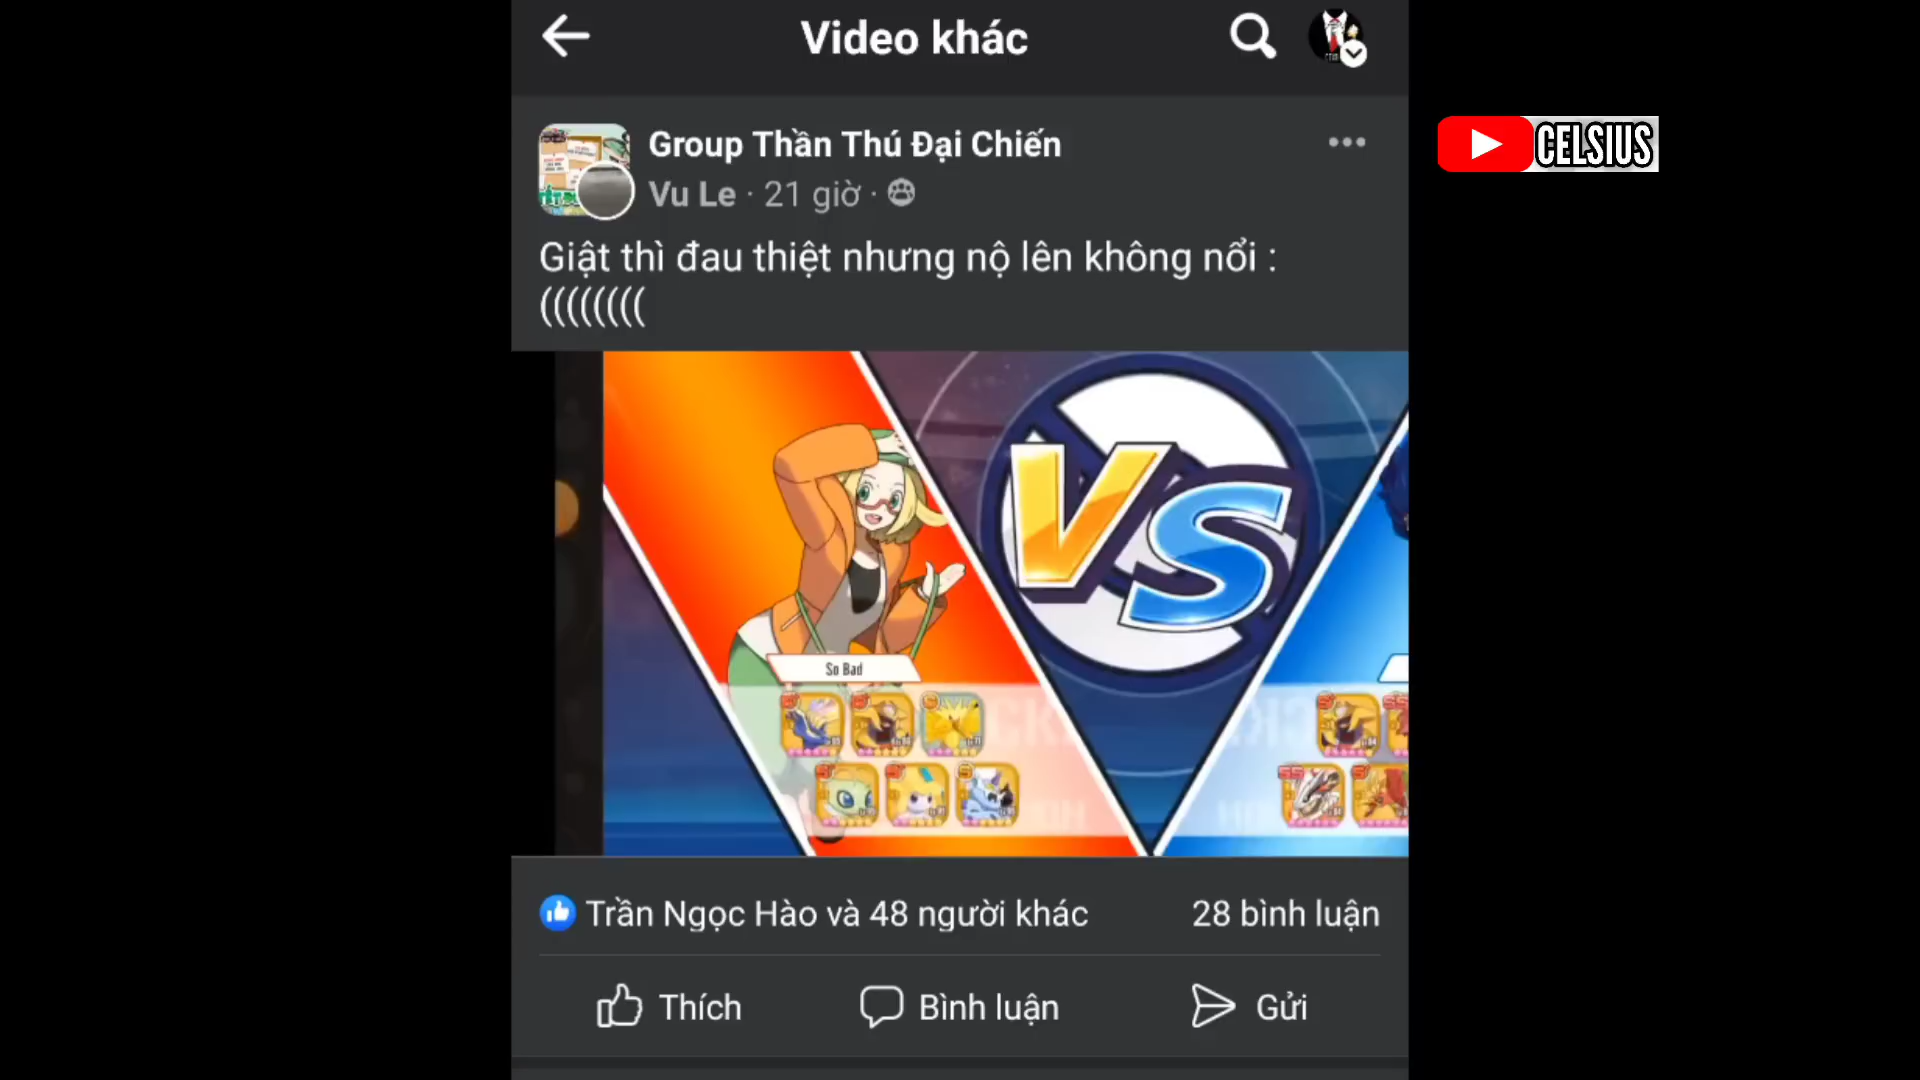 Video khác
CELSIUS
Group Thần Thú Đại Chiến
Vu Le · 21 giờ ·
Giật thì đau thiệt nhưng nộ lên không nổi :
((((((((
VS
So Bad
Trần Ngọc Hào và 48 người khác
28 bình luận
Thích
Bình luận
Gửi